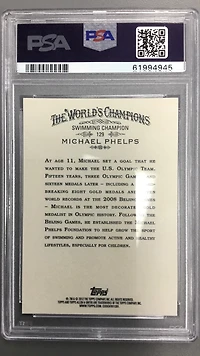 PSA
PSA
61994945
THE WORLD'S CHAMPIONS
SWIMMING CHAMPION
129
MICHAEL PHELPS
At age 11, Michael set a goal that he
wanted to make the U.S. Olympic Team.
Fifteen years, three Olympic Games
sixteen medals later – including a
breaking eight gold medals and
world records at the 2008 Beijing
– Michael is the most decorated
medalist in Olympic history. Follow
the Beijing Games, he established the
Phelps Foundation to help grow the sport
of swimming and promote active and healthy
lifestyles, especially for children.
Topps